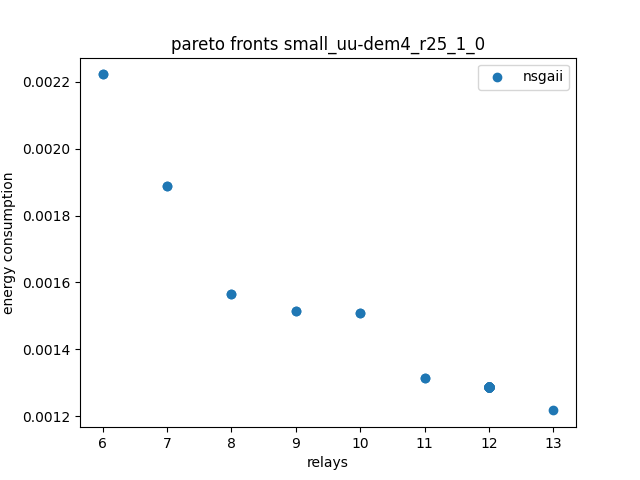 pareto fronts small_uu-dem4_r25_1_0
nsgaii
energy consumption
0.0022
0.0020
0.0018
0.0016
0.0014
0.0012
6 7 8 9 10 11 12 13
relays